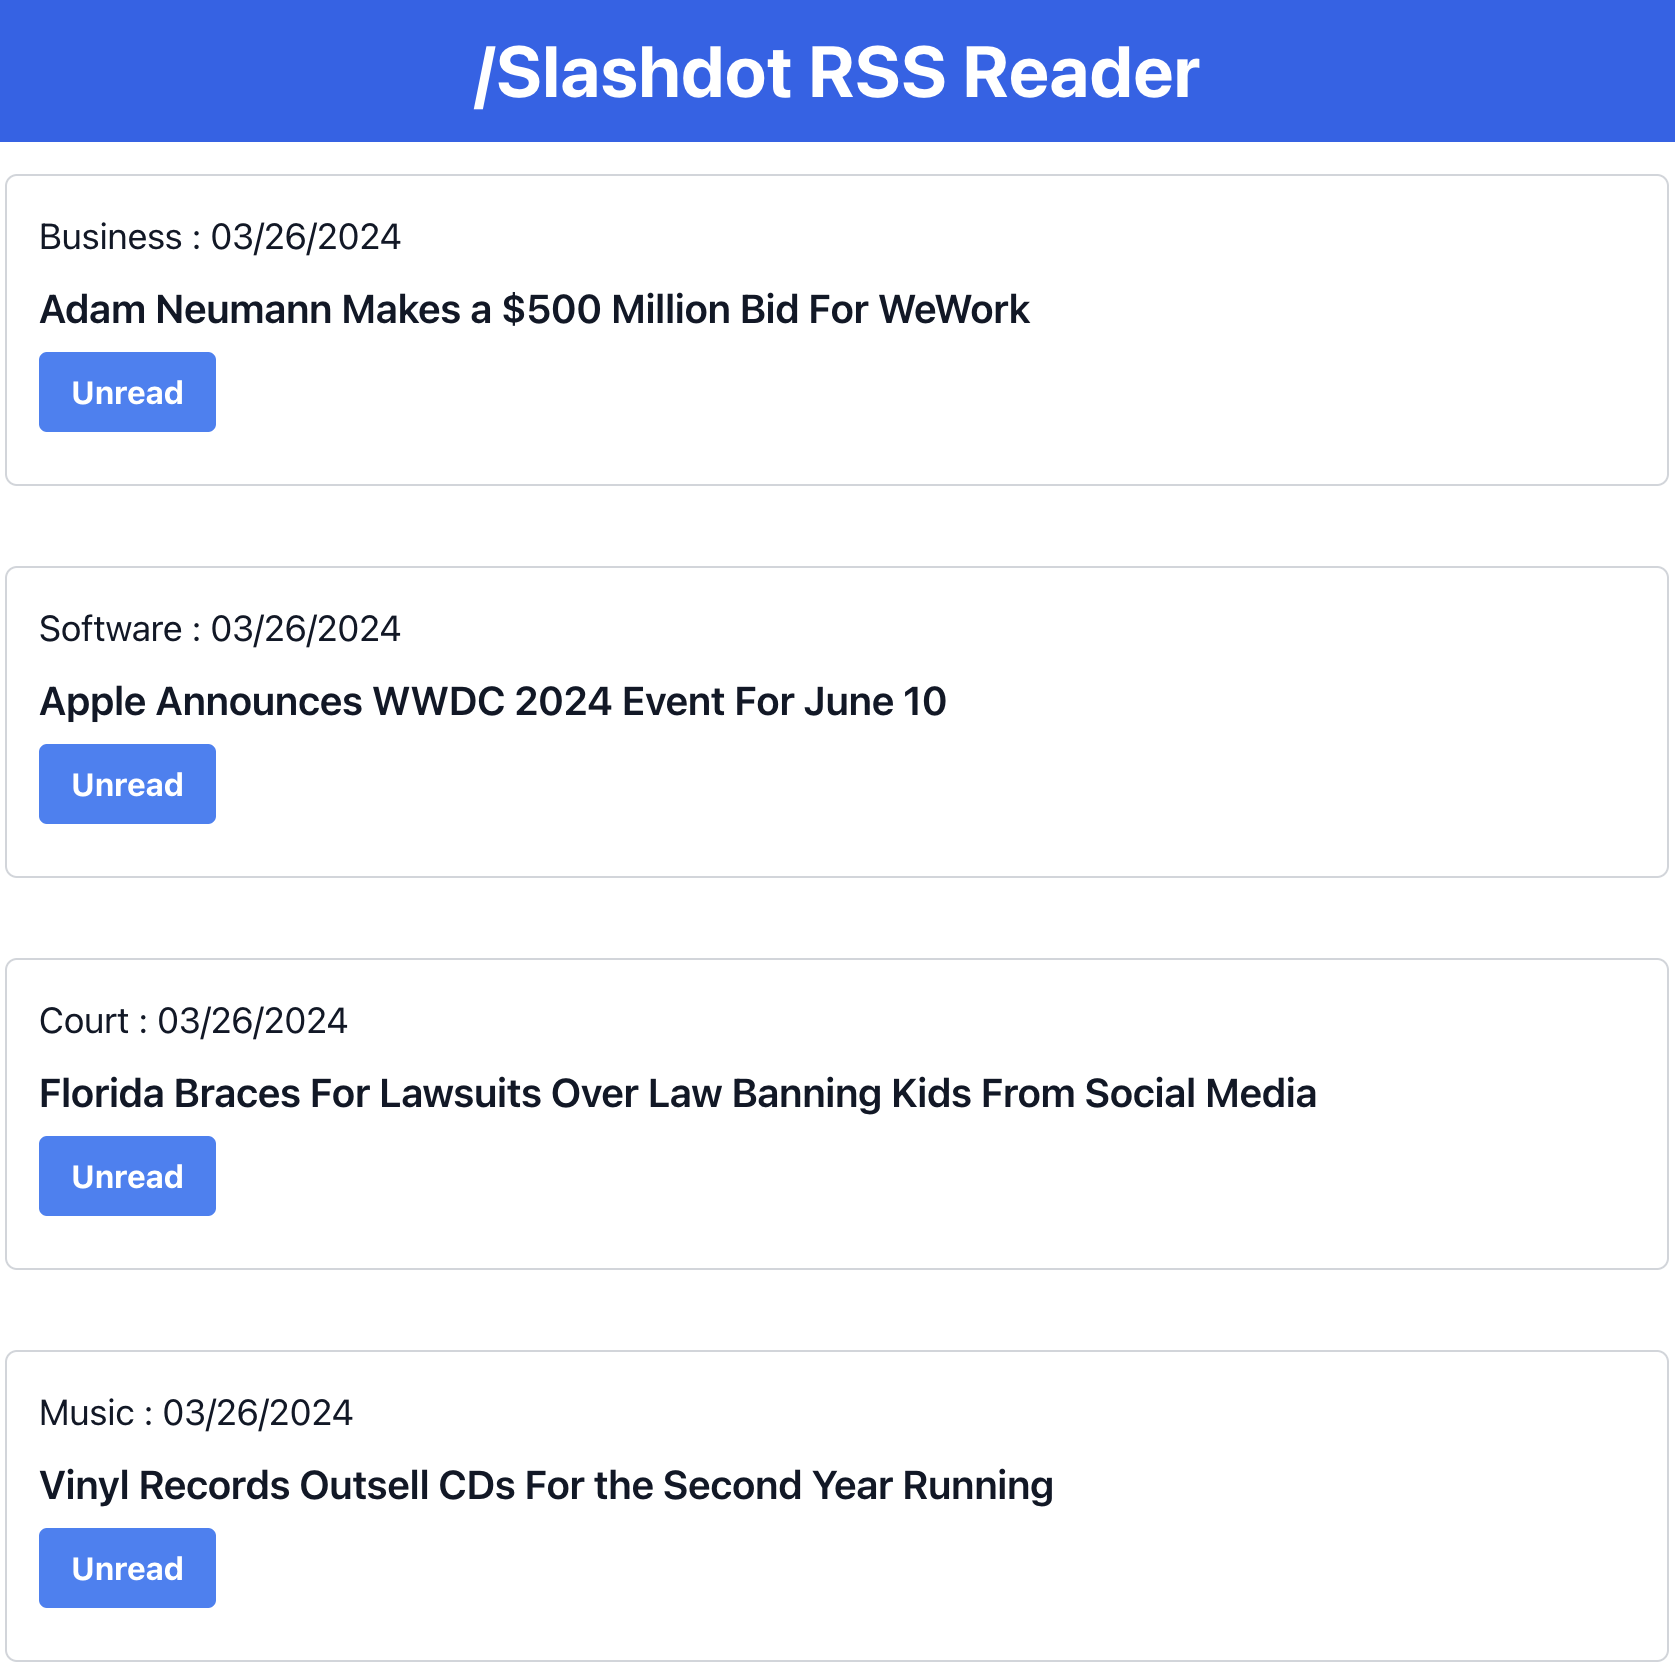 /Slashdot RSS Reader
Business : 03/26/2024
Adam Neumann Makes a $500 Million Bid For WeWork
Unread
Software : 03/26/2024
Apple Announces WWDC 2024 Event For June 10
Unread
Court : 03/26/2024
Florida Braces For Lawsuits Over Law Banning Kids From Social Media
Unread
Music : 03/26/2024
Vinyl Records Outsell CDs For the Second Year Running
Unread